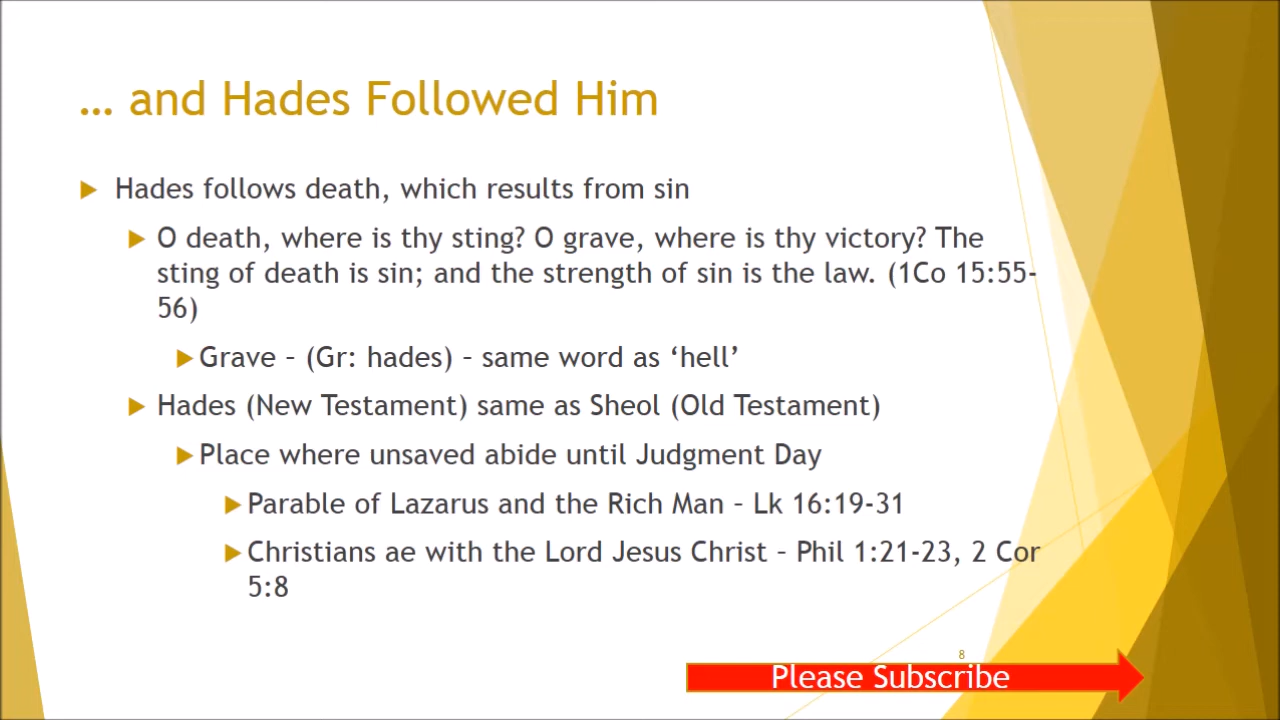 … and Hades Followed Him
Hades follows death, which results from sin
O death, where is thy sting? O grave, where is thy victory? The
sting of death is sin; and the strength of sin is the law. (1Co 15:55-
56)
Grave – (Gr: hades) – same word as ‘hell’
Hades (New Testament) same as Sheol (Old Testament)
Place where unsaved abide until Judgment Day
Parable of Lazarus and the Rich Man – Lk 16:19-31
Christians ae with the Lord Jesus Christ – Phil 1:21-23, 2 Cor
5:8
8
Please Subscribe